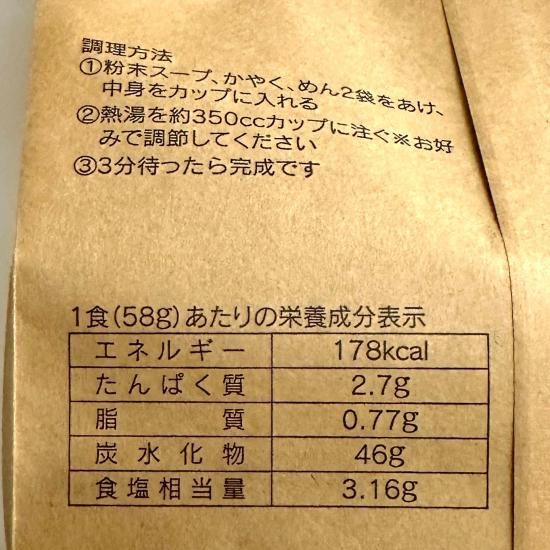 調理方法
①粉末スープ、かやく、めん2袋をあけ、
中身をカップに入れる
②熱湯を約350ccカップに注ぐ※お好
みで調節してください
③3分待ったら完成です
1食(58g)あたりの栄養成分表示
エネルギー 178kcal
たんぱく質 2.7g
脂質 0.77g
炭水化物 46g
食塩相当量 3.16g